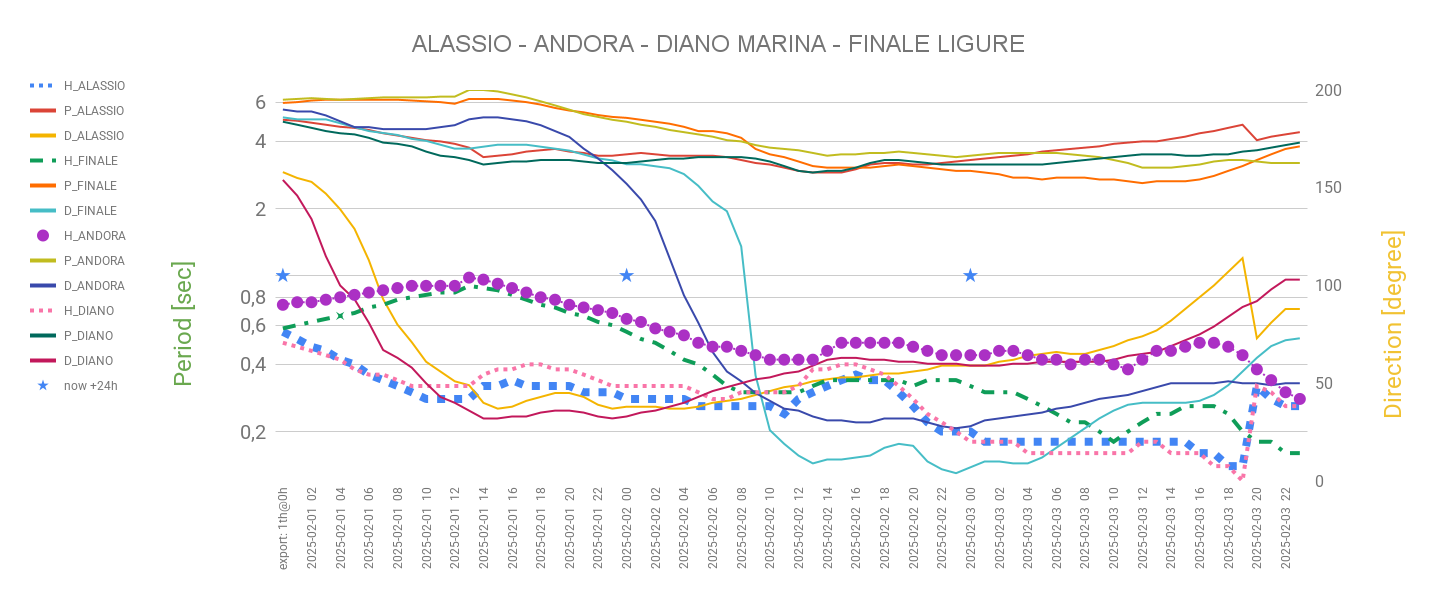 ALASSIO - ANDORA - DIANO MARINA - FINALE LIGURE
H_ALASSIO
P_ALASSIO
D_ALASSIO
H_FINALE
P_FINALE
D_FINALE
H_ANDORA
P_ANDORA
D_ANDORA
H_DIANO
P_DIANO
D_DIANO
now +24h
Period [sec]
6
4
2
0,8
0,6
0,4
0,2
200
150
100
50
0
Direction [degree]
export: 1th@0h
2025-02-01 02
2025-02-01 04
2025-02-01 06
2025-02-01 08
2025-02-01 10
2025-02-01 12
2025-02-01 14
2025-02-01 16
2025-02-01 18
2025-02-01 20
2025-02-01 22
2025-02-02 00
2025-02-02 02
2025-02-02 04
2025-02-02 06
2025-02-02 08
2025-02-02 10
2025-02-02 12
2025-02-02 14
2025-02-02 16
2025-02-02 18
2025-02-02 20
2025-02-02 22
2025-02-03 00
2025-02-03 02
2025-02-03 04
2025-02-03 06
2025-02-03 08
2025-02-03 10
2025-02-03 12
2025-02-03 14
2025-02-03 16
2025-02-03 18
2025-02-03 20
2025-02-03 22